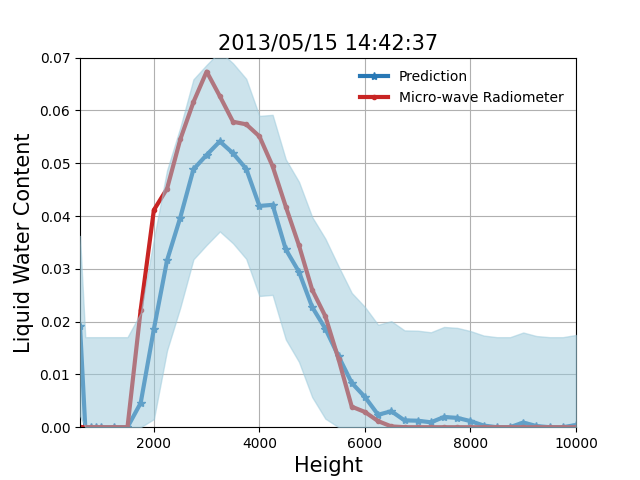 2013/05/15 14:42:37
0.07
0.06
0.05
0.04
0.03
0.02
0.01
0.00
Liquid Water Content
Prediction
Micro-wave Radiometer
2000 4000 6000 8000 10000
Height